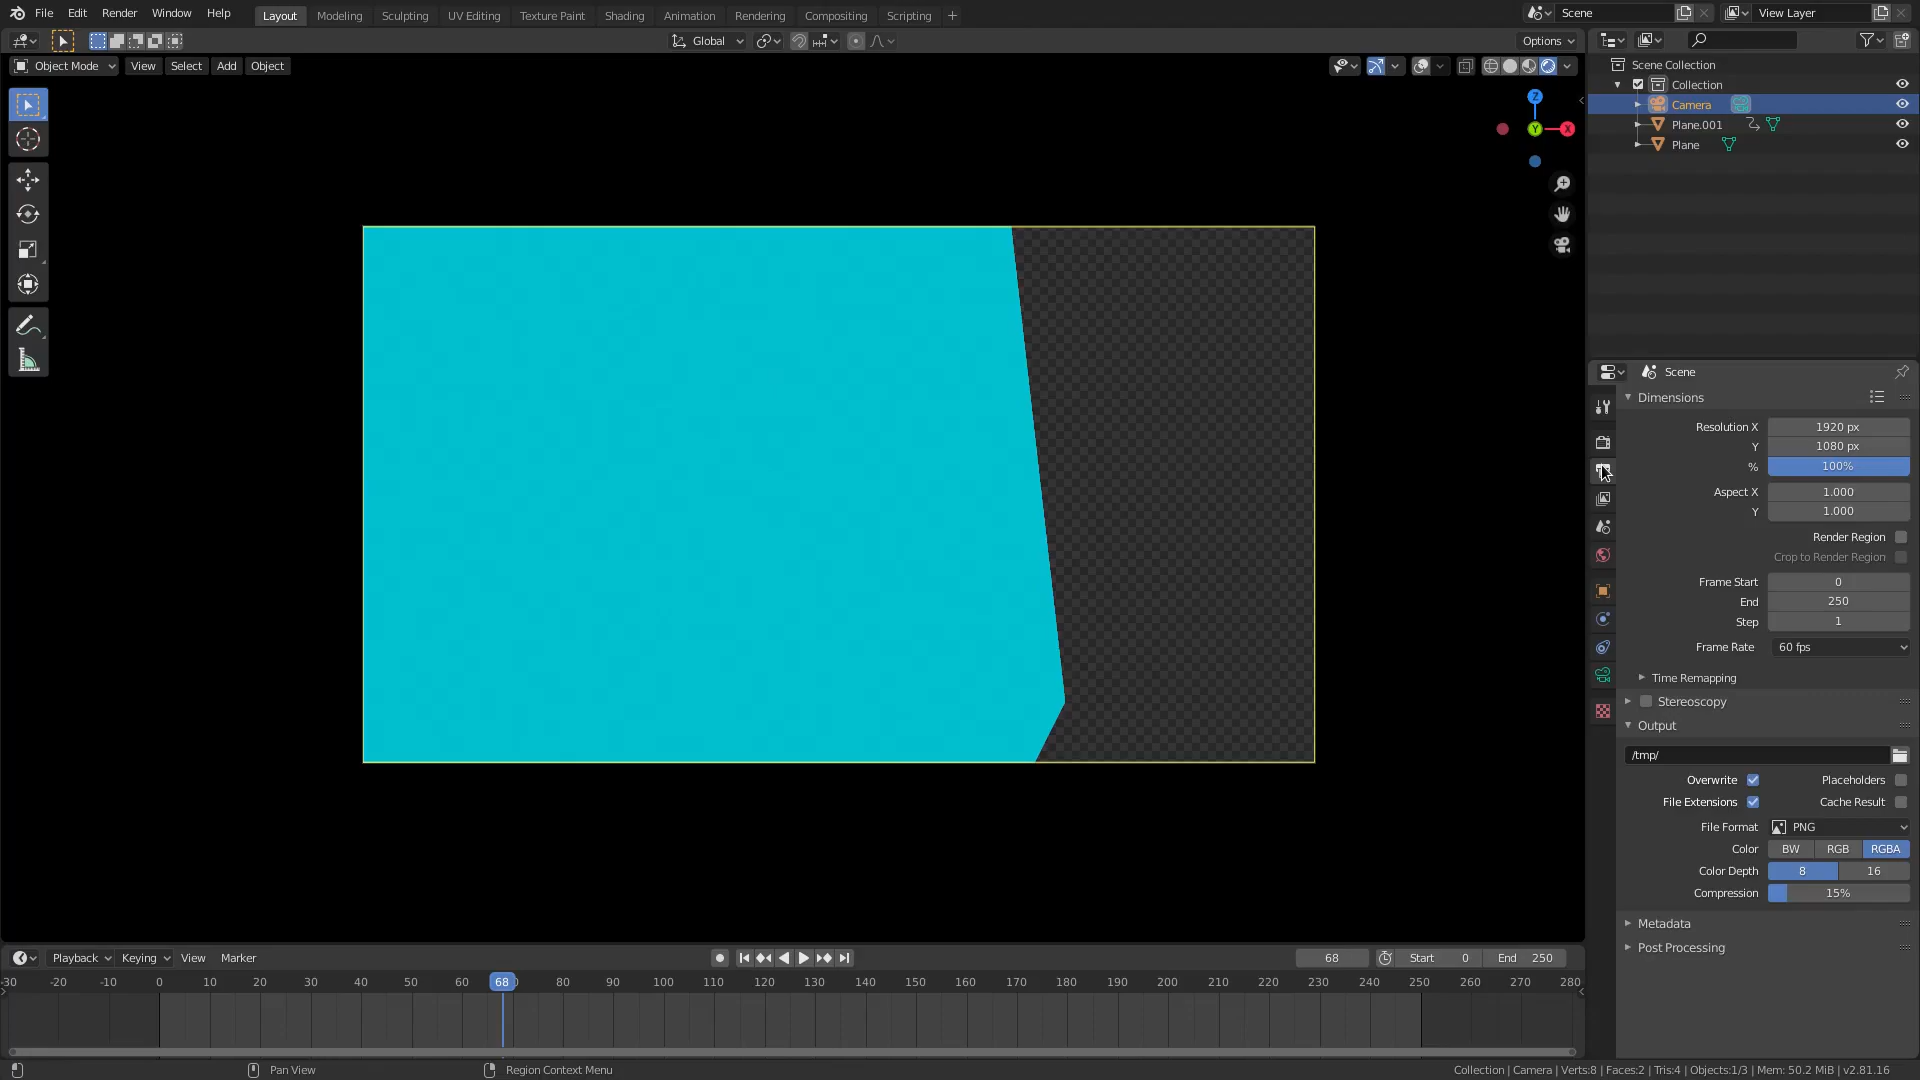 File Edit Render Window Help Layout Modeling Sculpting UV Editing Texture Paint Shading Animation Rendering Compositing Scripting + Scene View Layer
Global Options
Object Mode View Select Add Object
Z
Y X
Scene Collection
Collection
Camera
Plane.001
Plane
Scene
Dimensions
Resolution X 1920 px
Y 1080 px
% 100%
Aspect X 1.000
Y 1.000
Render Region
Crop to Render Region
Frame Start 0
End 250
Step 1
Frame Rate 60 fps
Time Remapping
Stereoscopy
Output
/tmp/
Overwrite Placeholders
File Extensions Cache Result
File Format PNG
Color BW RGB RGBA
Color Depth 8 16
Compression 15%
Metadata
Post Processing
Playback Keying View Marker 68 Start 0 End 250
-30 -20 -10 0 10 20 30 40 50 60 68 80 90 100 110 120 130 140 150 160 170 180 190 200 210 220 230 240 250 260 270 280
Pan View Region Context Menu Collection | Camera | Verts:8 | Faces:2 | Tris:4 | Objects:1/3 | Mem: 50.2 MiB | v2.81.16